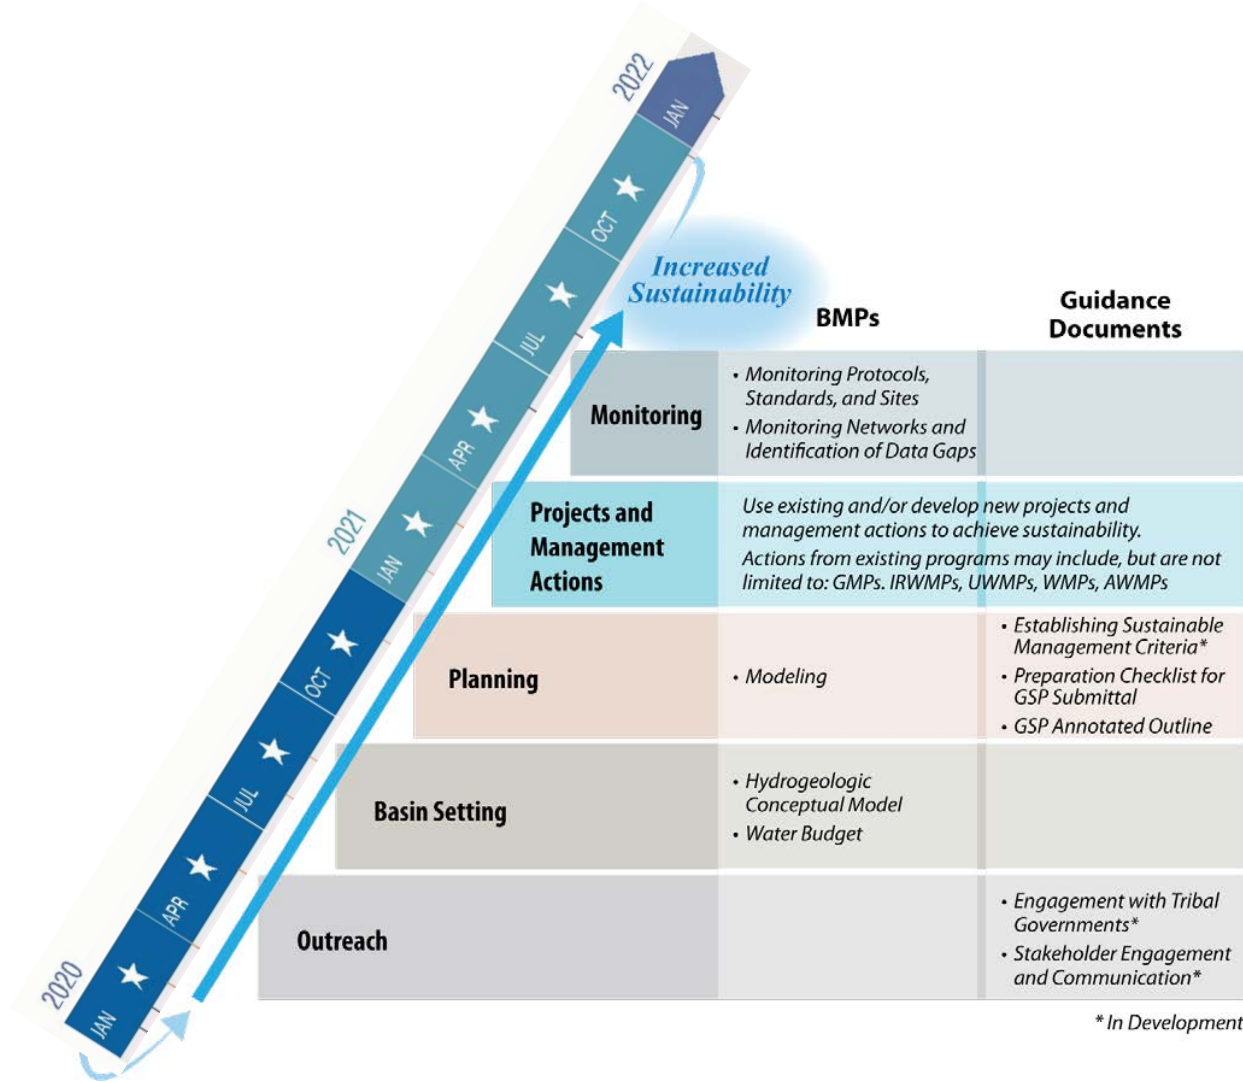 2022
JAN
OCT
JUL
APR
JAN
2021
OCT
JUL
APR
JAN
2020
Increased
Sustainability
BMPs
Guidance
Documents
Monitoring
• Monitoring Protocols,
Standards, and Sites
• Monitoring Networks and
Identification of Data Gaps
Projects and
Management
Actions
Use existing and/or develop new projects and
management actions to achieve sustainability.
Actions from existing programs may include, but are not
limited to: GMPs. IRWMPs, UWMPs, WMPs, AWMPs
Planning
• Modeling
• Establishing Sustainable
Management Criteria*
• Preparation Checklist for
GSP Submittal
• GSP Annotated Outline
Basin Setting
• Hydrogeologic
Conceptual Model
• Water Budget
Outreach
• Engagement with Tribal
Governments*
• Stakeholder Engagement
and Communication*
* In Development